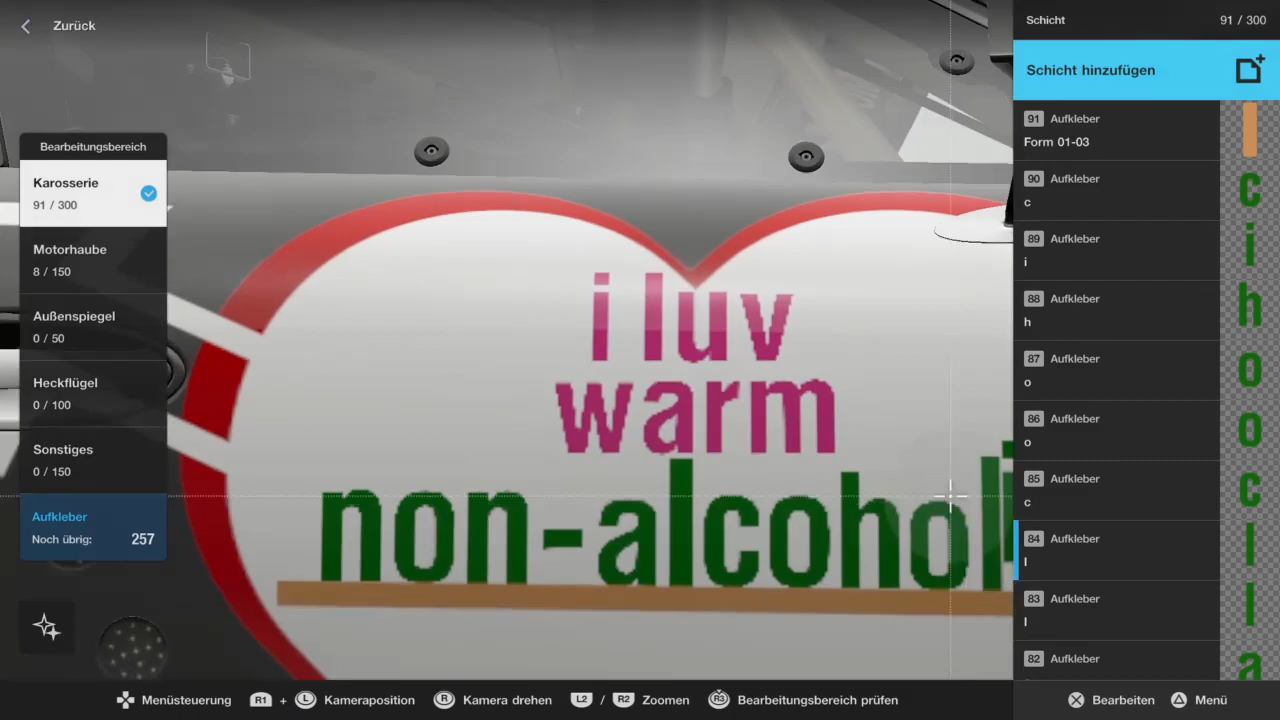 Zurück
Schicht 91 / 300
Schicht hinzufügen
Bearbeitungsbereich
Karosserie
91 / 300
Motorhaube
8 / 150
Außenspiegel
0 / 50
Heckflügel
0 / 100
Sonstiges
0 / 150
Aufkleber
Noch übrig: 257
i luv
warm
non-alcoholi
91 Aufkleber
Form 01-03
90 Aufkleber
c
c
89 Aufkleber
i
i
88 Aufkleber
h
h
87 Aufkleber
o
o
86 Aufkleber
o
o
85 Aufkleber
c
c
84 Aufkleber
l
l
83 Aufkleber
l
l
82 Aufkleber
a
Menüsteuerung
R1 + L Kameraposition
R Kamera drehen
L2 / R2 Zoomen
R3 Bearbeitungsbereich prüfen
Bearbeiten
Menü